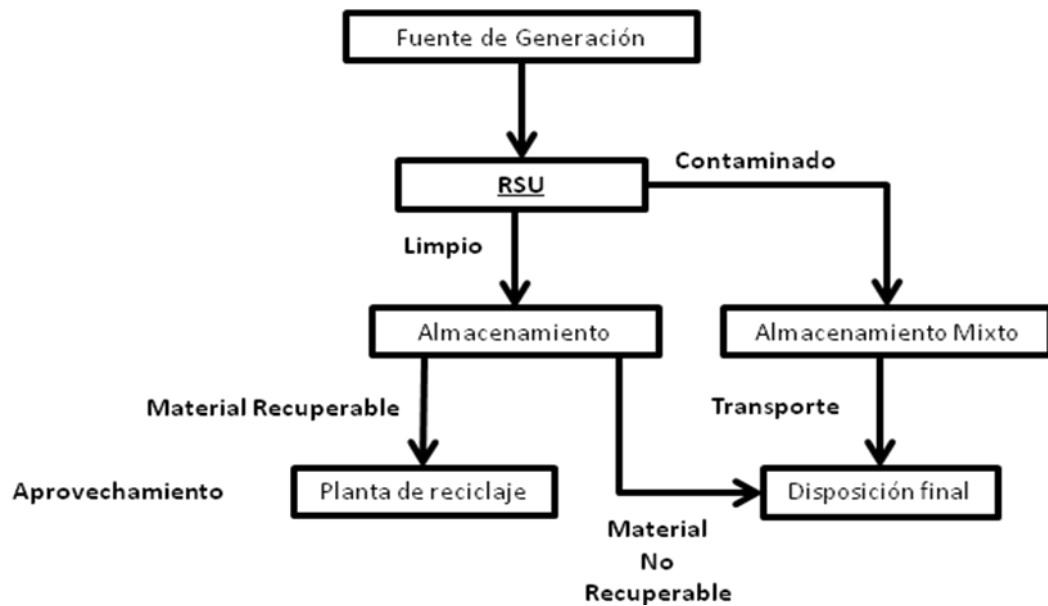 Fuente de Generación
Contaminado
RSU
Limpio
Almacenamiento
Almacenamiento Mixto
Material Recuperable
Transporte
Aprovechamiento
Planta de reciclaje
Disposición final
Material
No
Recuperable